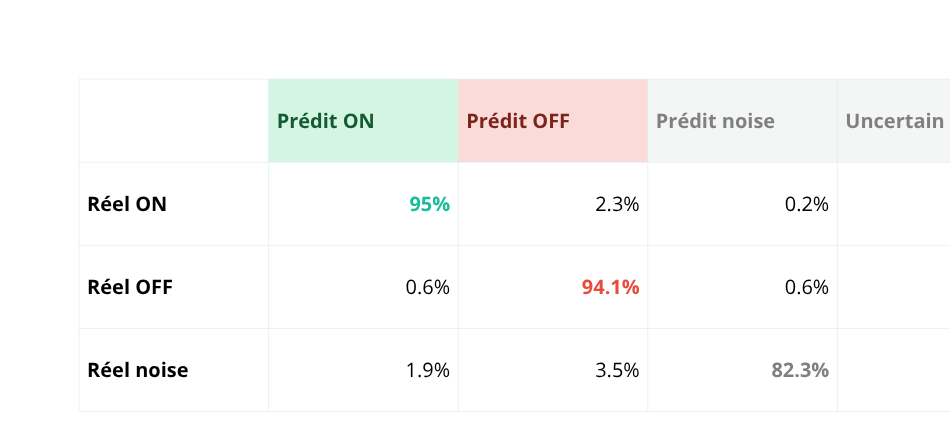 Prédit ON Prédit OFF Prédit noise Uncertain
Réel ON 95% 2.3% 0.2%
Réel OFF 0.6% 94.1% 0.6%
Réel noise 1.9% 3.5% 82.3%